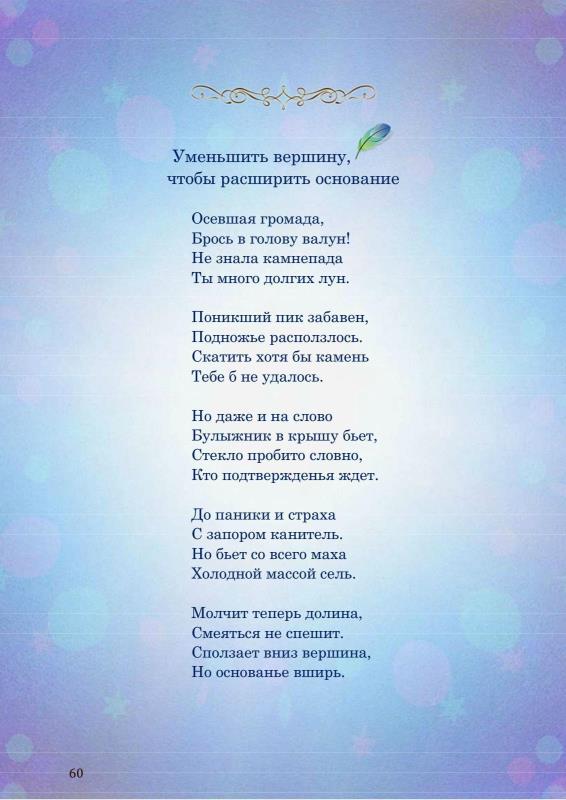 Уменьшить вершину,
чтобы расширить основание
Осевшая громада,
Брось в голову валун!
Не знала камнепада
Ты много долгих лун.
Поникший пик забавен,
Подножье расползлось.
Скатить хотя бы камень
Тебе б не удалось.
Но даже и на слово
Булыжник в крышу бьет,
Стекло пробито словно,
Кто подтвержденья ждет.
До паники и страха
С запором канитель.
Но бьет со всего маха
Холодной массой сель.
Молчит теперь долина,
Смеяться не спешит.
Сползает вниз вершина,
Но основанье вширь.
60